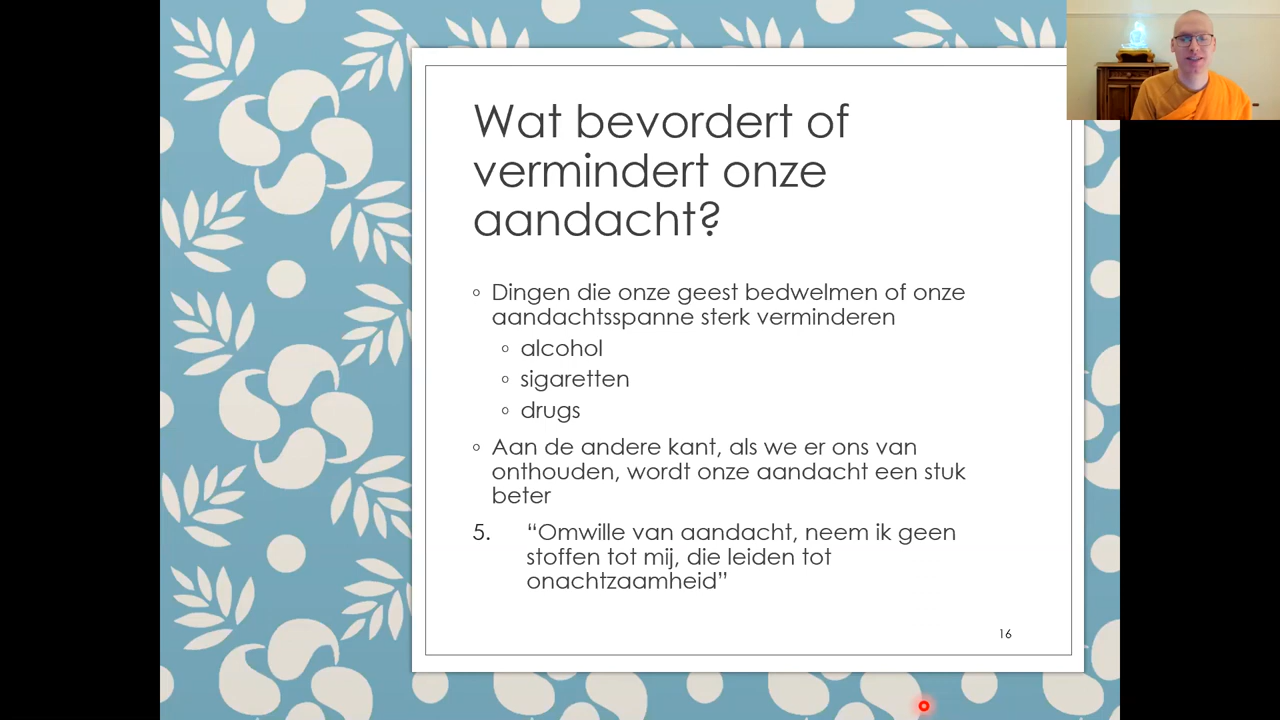 Wat bevordert of
vermindert onze
aandacht?
Dingen die onze geest bedwelmen of onze
aandachtsspanne sterk verminderen
alcohol
sigaretten
drugs
Aan de andere kant, als we er ons van
onthouden, wordt onze aandacht een stuk
beter
5. “Omwille van aandacht, neem ik geen
stoffen tot mij, die leiden tot
onachtzaamheid”
16